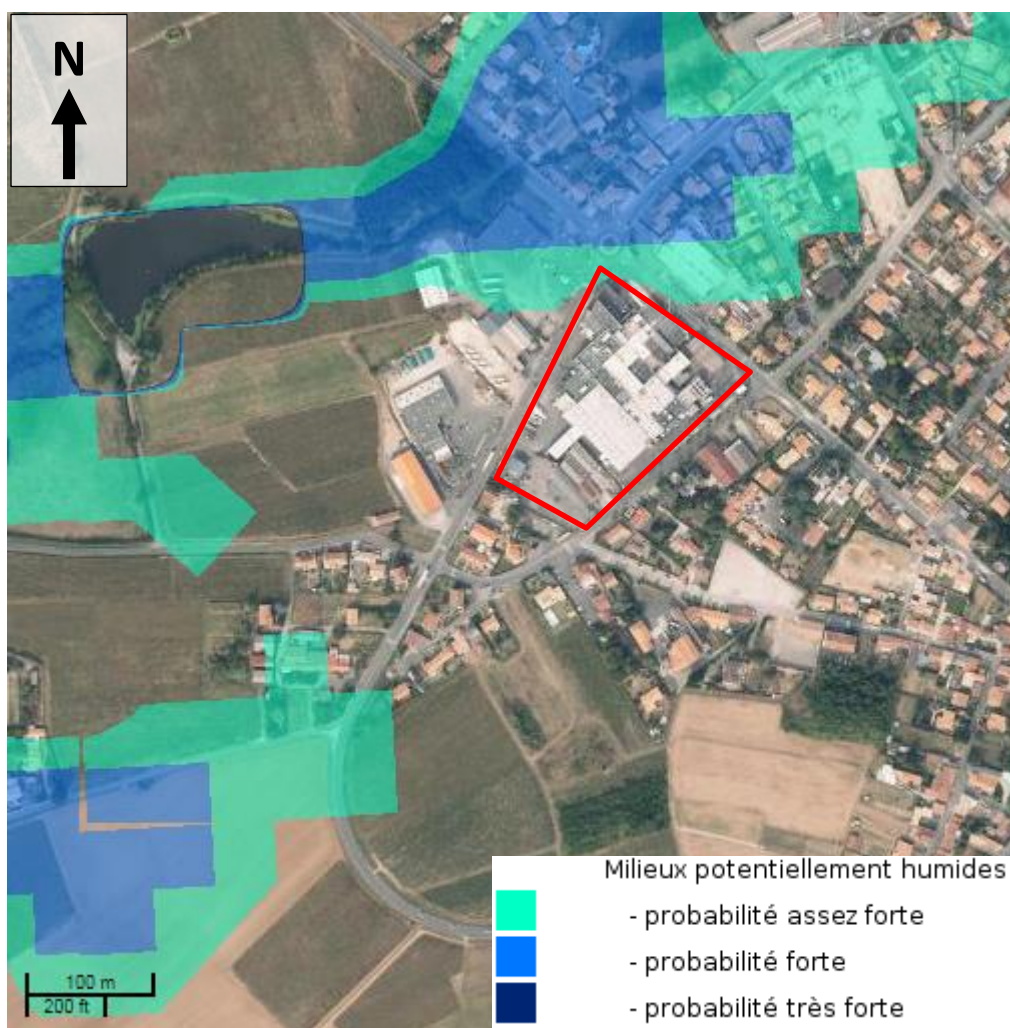 N
Milieux potentiellement humides
- probabilité assez forte
- probabilité forte
- probabilité très forte
100 m
200 ft